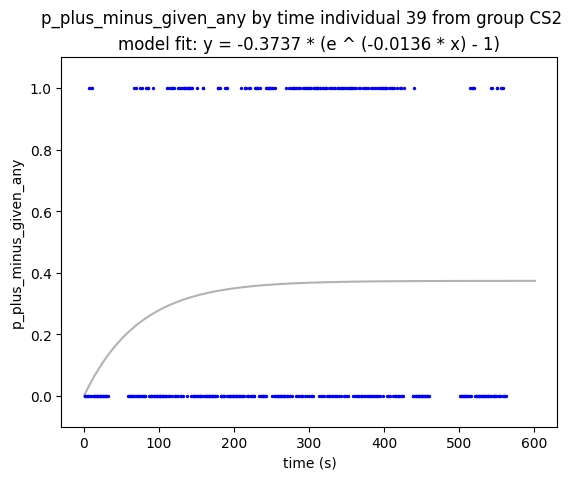 p_plus_minus_given_any by time individual 39 from group CS2
model fit: y = -0.3737 * (e ^ (-0.0136 * x) - 1)
1.0
0.8
0.6
0.4
0.2
0.0
p_plus_minus_given_any
0 100 200 300 400 500 600
time (s)